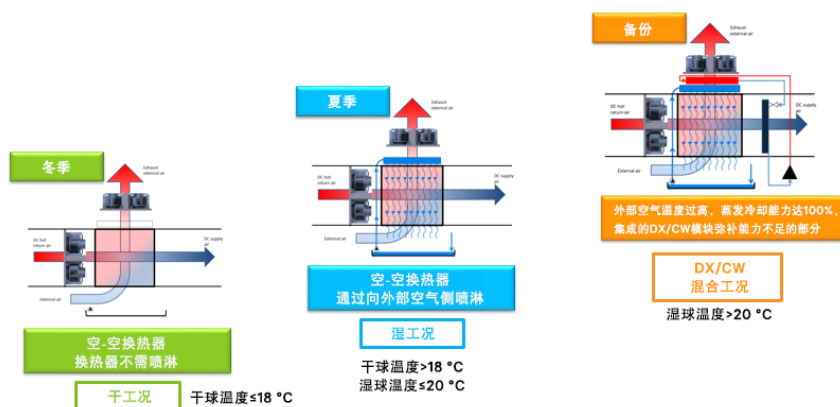 冬季
Exhaust
external air
DC hot
return air
DC supply
air
External air
空-空换热器
换热器不需喷淋
干工况
干球温度≤18 °C
夏季
Exhaust
external air
DC hot
return air
DC supply
air
External air
空-空换热器
通过向外部空气侧喷淋
湿工况
干球温度>18 °C
湿球温度≤20 °C
备份
Exhaust
external air
DC hot
return air
DC supply
air
External air
外部空气温度过高，蒸发冷却能力达100%，
集成的DX/CW模块弥补能力不足的部分
DX/CW
混合工况
湿球温度>20 °C